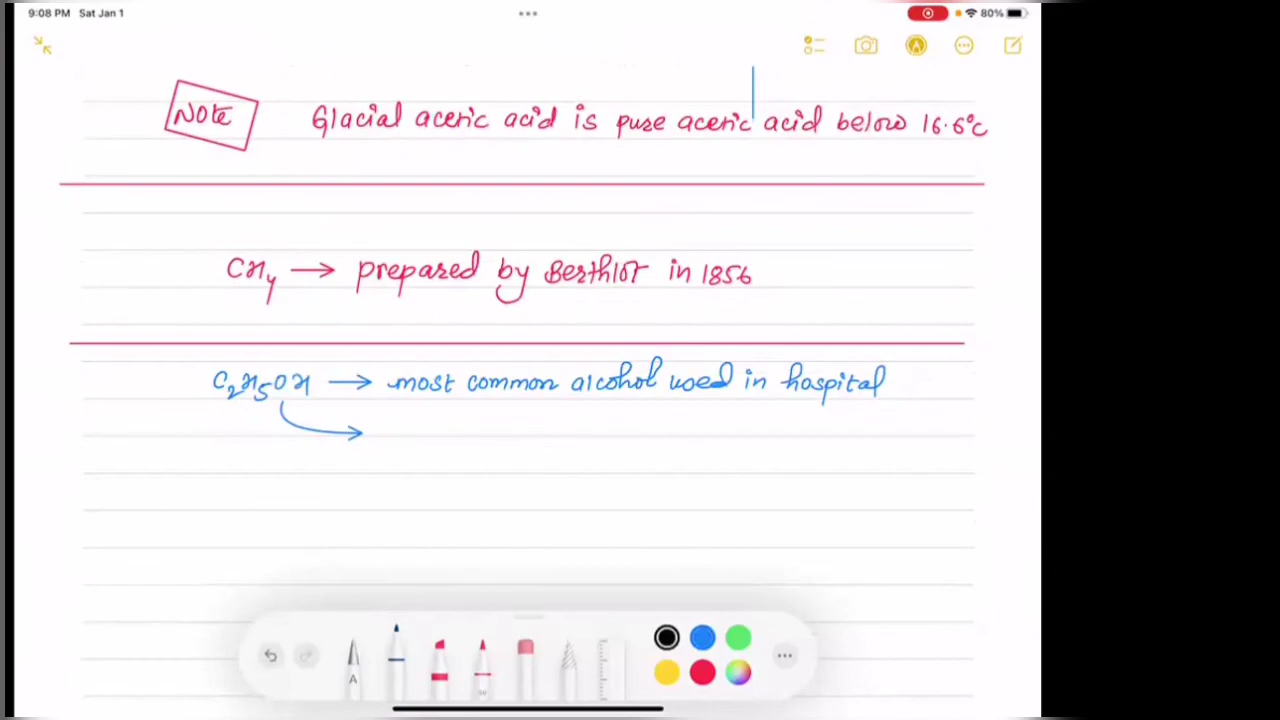 9:08 PM Sat Jan 1
80%
NOTE Glacial acetic acid is pure acetic acid below 16.6°C
CH4 → prepared by Berthlot in 1856
C2H5OH → most common alcohol used in hospital
A
50